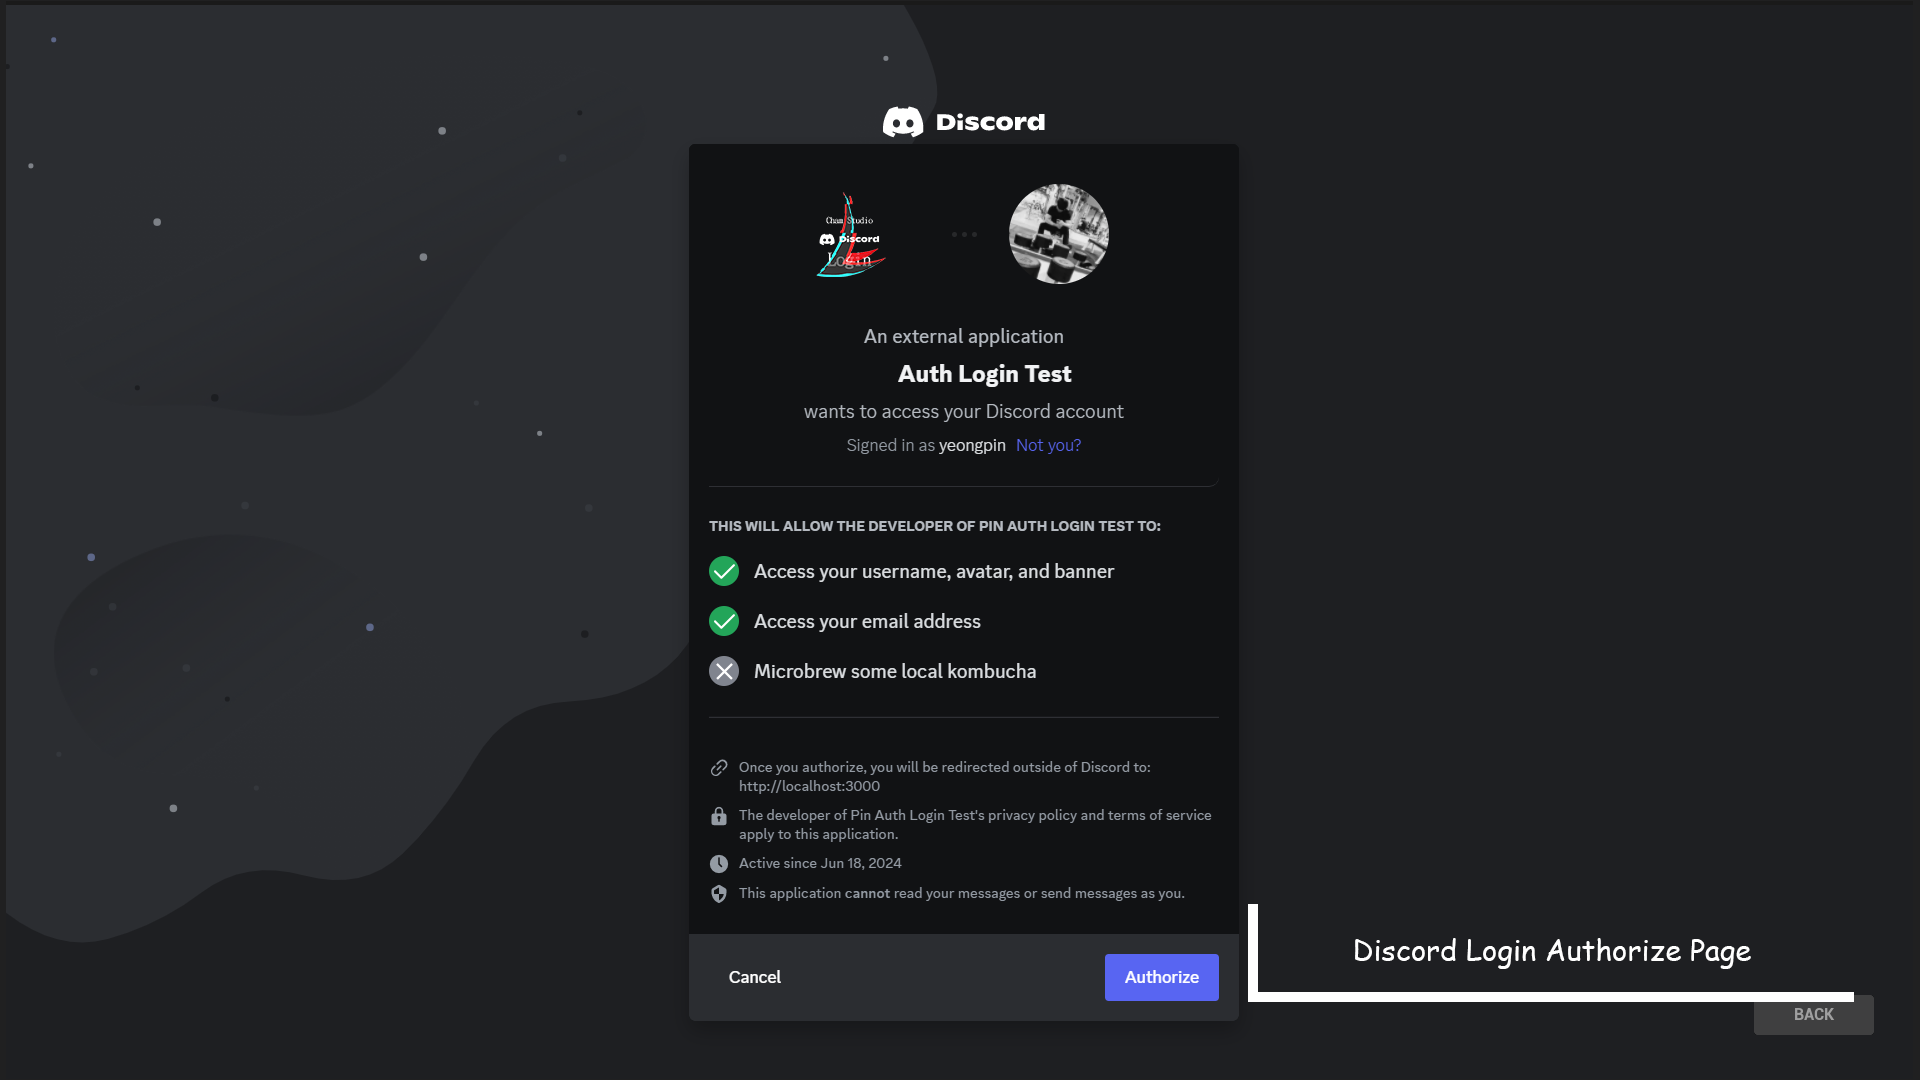 Discord
Cham Studio
Discord
Login
An external application
Auth Login Test
wants to access your Discord account
Signed in as yeongpin Not you?
THIS WILL ALLOW THE DEVELOPER OF PIN AUTH LOGIN TEST TO:
Access your username, avatar, and banner
Access your email address
Microbrew some local kombucha
Once you authorize, you will be redirected outside of Discord to:
http://localhost:3000
The developer of Pin Auth Login Test's privacy policy and terms of service
apply to this application.
Active since Jun 18, 2024
This application cannot read your messages or send messages as you.
Cancel
Authorize
Discord Login Authorize Page
BACK